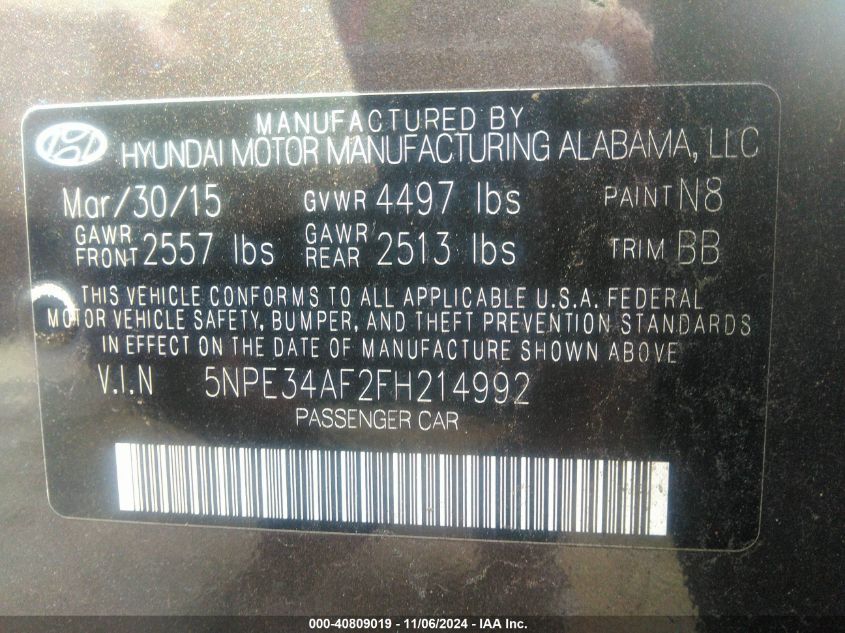 MANUFACTURED BY
HYUNDAI MOTOR MANUFACTURING ALABAMA, LLC
Mar/30/15 GVWR 4497 lbs PAINT N8
GAWR FRONT 2557 lbs GAWR REAR 2513 lbs TRIM BB
THIS VEHICLE CONFORMS TO ALL APPLICABLE U.S.A. FEDERAL
MOTOR VEHICLE SAFETY, BUMPER, AND THEFT PREVENTION STANDARDS
IN EFFECT ON THE DATE OF MANUFACTURE SHOWN ABOVE.
V.I.N 5NPE34AF2FH214992
PASSENGER CAR
000-40809019 - 11/06/2024 - IAA Inc.